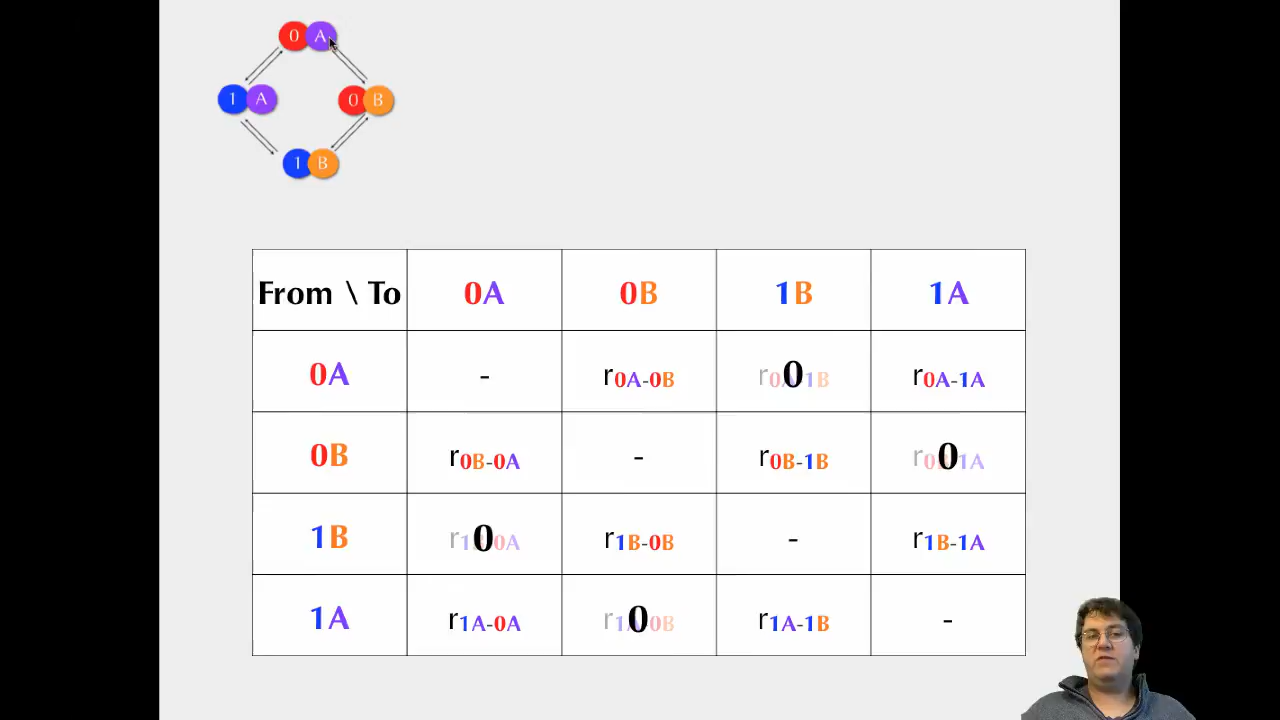 0 A
1 A
0 B
1 B
From \ To 0A 0B 1B 1A
0A - r0A-0B 0 r0A-1A
0B r0B-0A - r0B-1B 0
1B 0 r1B-0B - r1B-1A
1A r1A-0A 0 r1A-1B -